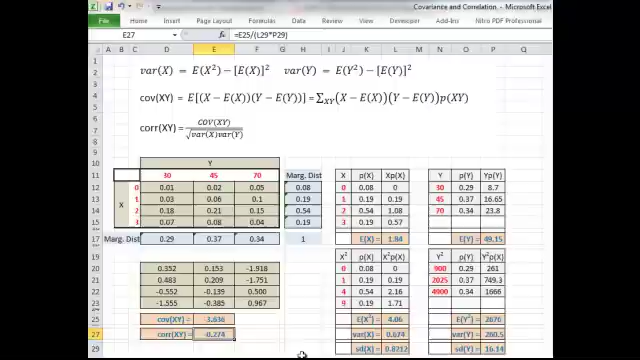 Covariance and Correlation - Microsoft Excel
File Home Insert Page Layout Formulas Data Review View Add-Ins Nitro PDF Professional
E27 fx =E25/(L29*P29)
B C D E F G H I J K L M N O P Q
var(X) = E(X²) − [E(X)]² var(Y) = E(Y²) − [E(Y)]²
cov(XY) = E[(X − E(X))(Y − E(Y))] = ∑XY(X − E(X))(Y − E(Y))p(XY)
corr(XY) = COV(XY) / √var(X)var(Y)
Y
30 45 70 Marg. Dist X p(X) Xp(X) Y p(Y) Yp(Y)
0 0.01 0.02 0.05 0.08 0 0.08 0 30 0.29 8.7
X 1 0.03 0.06 0.1 0.19 1 0.19 0.19 45 0.37 16.65
2 0.18 0.21 0.15 0.54 2 0.54 1.08 70 0.34 23.8
3 0.07 0.08 0.04 0.19 3 0.19 0.57
Marg. Dist 0.29 0.37 0.34 1 E(X) = 1.84 E(Y) = 49.15
X² p(X) X²p(X) Y² p(Y) Y²p(Y)
0.352 0.153 -1.918 0 0.08 0 900 0.29 261
0.483 0.209 -1.751 1 0.19 0.19 2025 0.37 749.3
-0.552 -0.139 0.500 4 0.54 2.16 4900 0.34 1666
-1.555 -0.385 0.967 9 0.19 1.71
cov(XY) = -3.636 E(X²) = 4.06 E(Y²) = 2676
corr(XY) = -0.274 var(X) = 0.674 var(Y) = 260.5
sd(X) = 0.8212 sd(Y) = 16.14